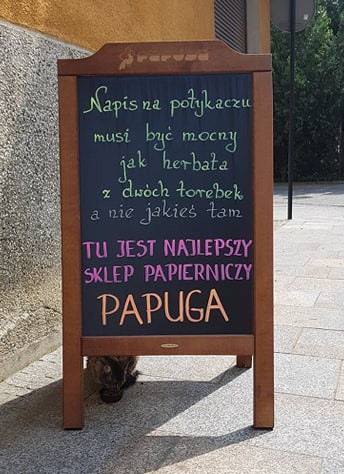 PAPUGA
Napis na potykaczu
musi być mocny
jak herbata
z dwóch torebek
a nie jakieś tam
TU JEST NAJLEPSZY
SKLEP PAPIERNICZY
PAPUGA